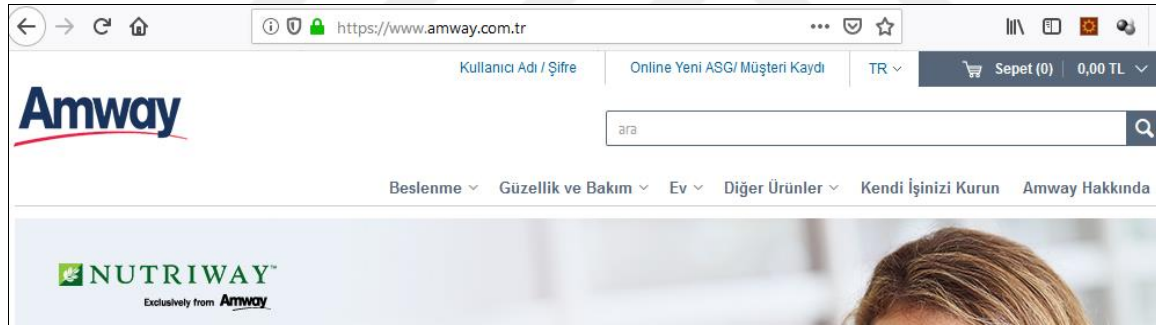 https://www.amway.com.tr
Kullanıcı Adı / Şifre
Online Yeni ASG/ Müşteri Kaydı
TR
Sepet (0)
0,00 TL
Amway
ara
Beslenme
Güzellik ve Bakım
Ev
Diğer Ürünler
Kendi İşinizi Kurun
Amway Hakkında
NUTRIWAY™
Exclusively from Amway